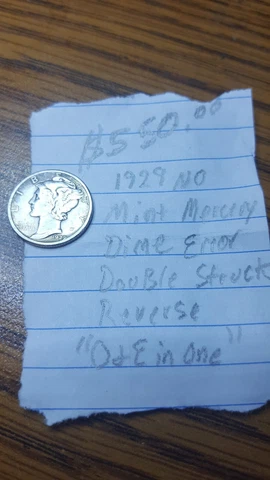 $550.00
1929 NO
Mint Mercury
Dime Error
Double Struck
Reverse
"O & E in One"